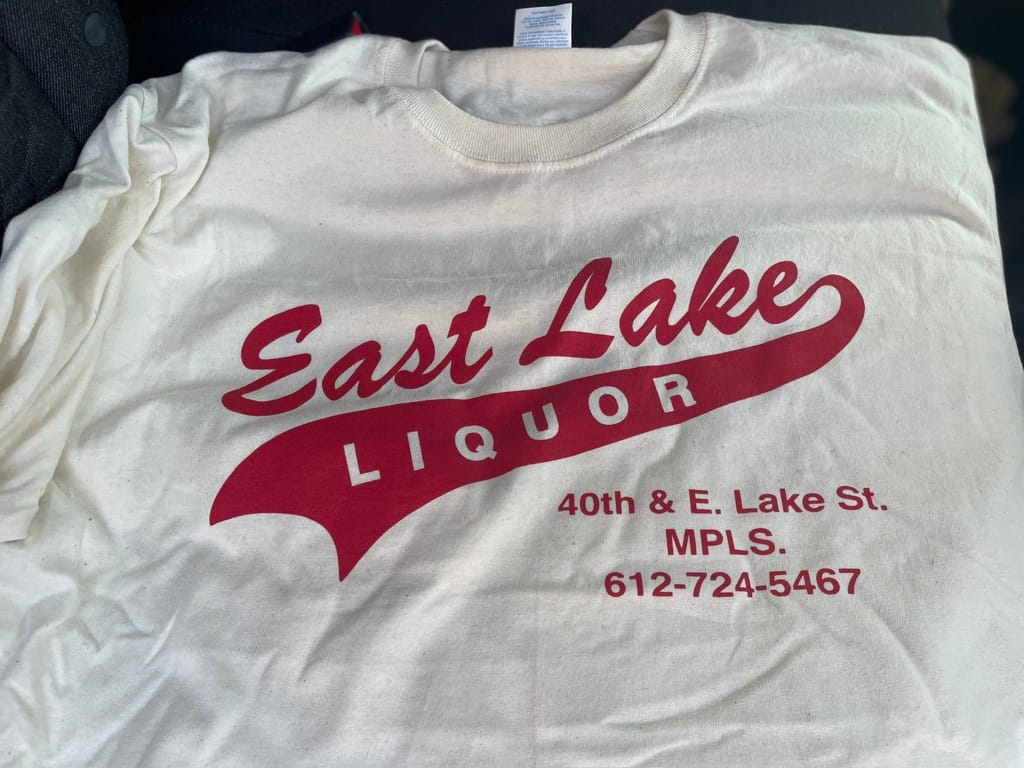 East Lake
LIQUOR
40th & E. Lake St.
MPLS.
612-724-5467